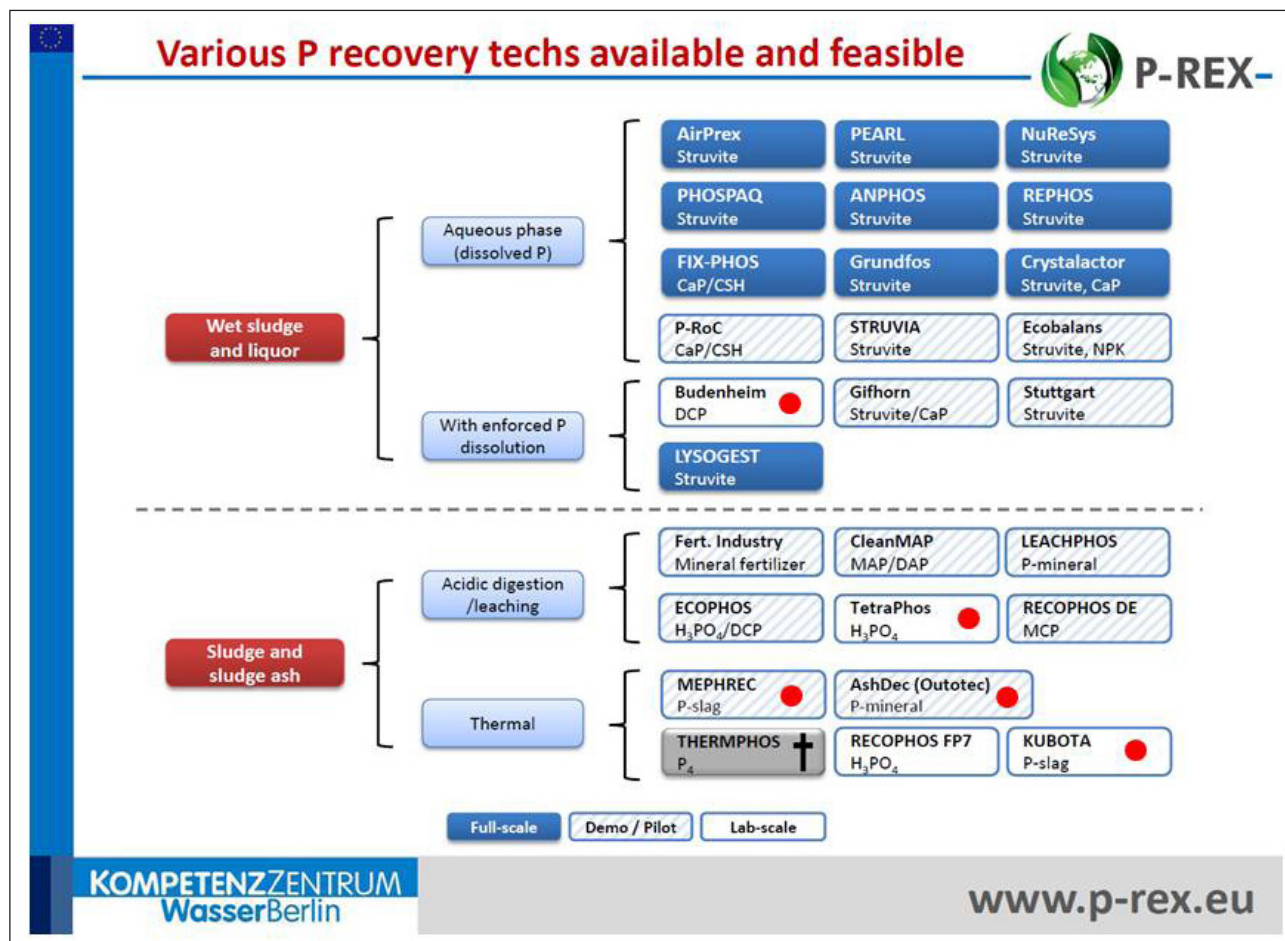 Various P recovery techs available and feasible
P-REX
AirPrex
Struvite
PEARL
Struvite
NuReSys
Struvite
PHOSPAQ
Struvite
ANPHOS
Struvite
REPHOS
Struvite
Aqueous phase
(dissolved P)
FIX-PHOS
CaP/CSH
Grundfos
Struvite
Crystalactor
Struvite, CaP
Wet sludge
and liquor
P-RoC
CaP/CSH
STRUVIA
Struvite
Ecobalans
Struvite, NPK
With enforced P
dissolution
Budenheim
DCP
Gifhorn
Struvite/CaP
Stuttgart
Struvite
LYSOGEST
Struvite
Acidic digestion
/leaching
Fert. Industry
Mineral fertilizer
CleanMAP
MAP/DAP
LEACHPHOS
P-mineral
ECOPHOS
H₃PO₄/DCP
TetraPhos
H₃PO₄
RECOPHOS DE
MCP
Sludge and
sludge ash
Thermal
MEPHREC
P-slag
AshDec (Outotec)
P-mineral
THERMPHOS
P₄
RECOPHOS FP7
H₃PO₄
KUBOTA
P-slag
Full-scale
Demo / Pilot
Lab-scale
KOMPETENZZENTRUM
WasserBerlin
www.p-rex.eu